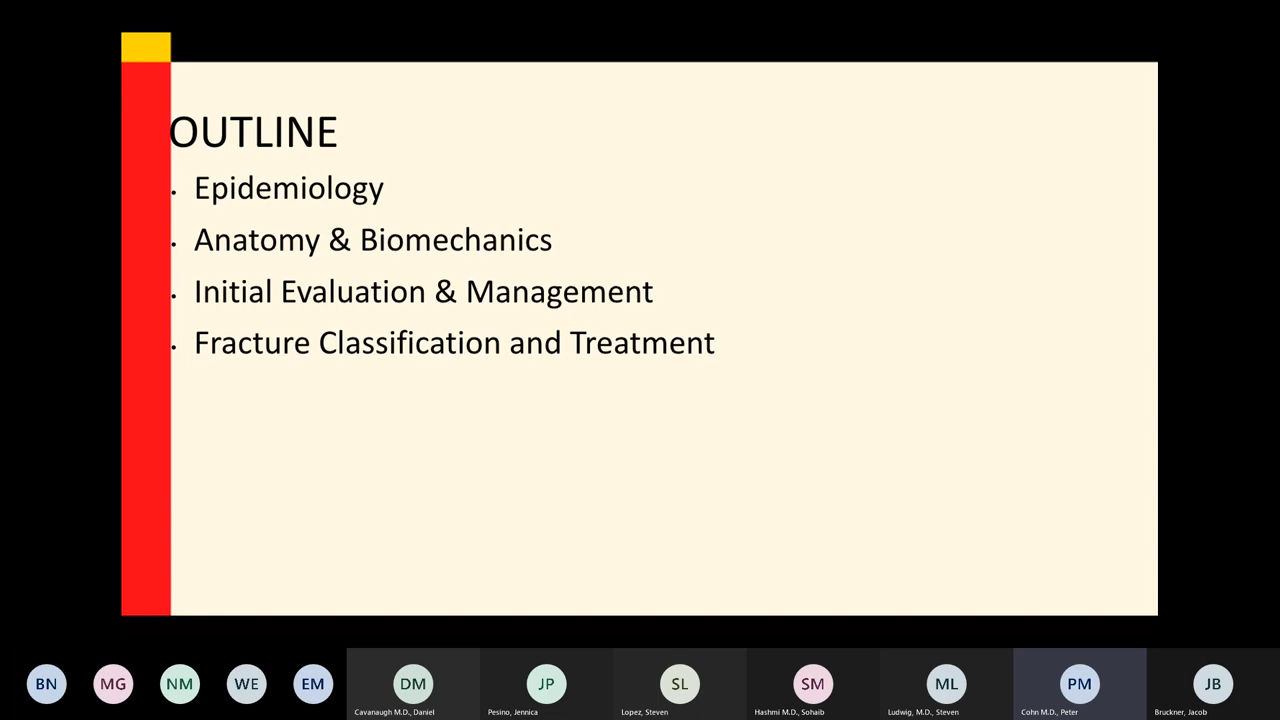 OUTLINE
• Epidemiology
• Anatomy & Biomechanics
• Initial Evaluation & Management
• Fracture Classification and Treatment
BN MG NM WE EM DM JP SL SM ML PM JB
Cavanaugh M.D., Daniel Pesino, Jennica Lopez, Steven Hashmi M.D., Sohaib Ludwig, M.D., Steven Cohn M.D., Peter Bruckner, Jacob